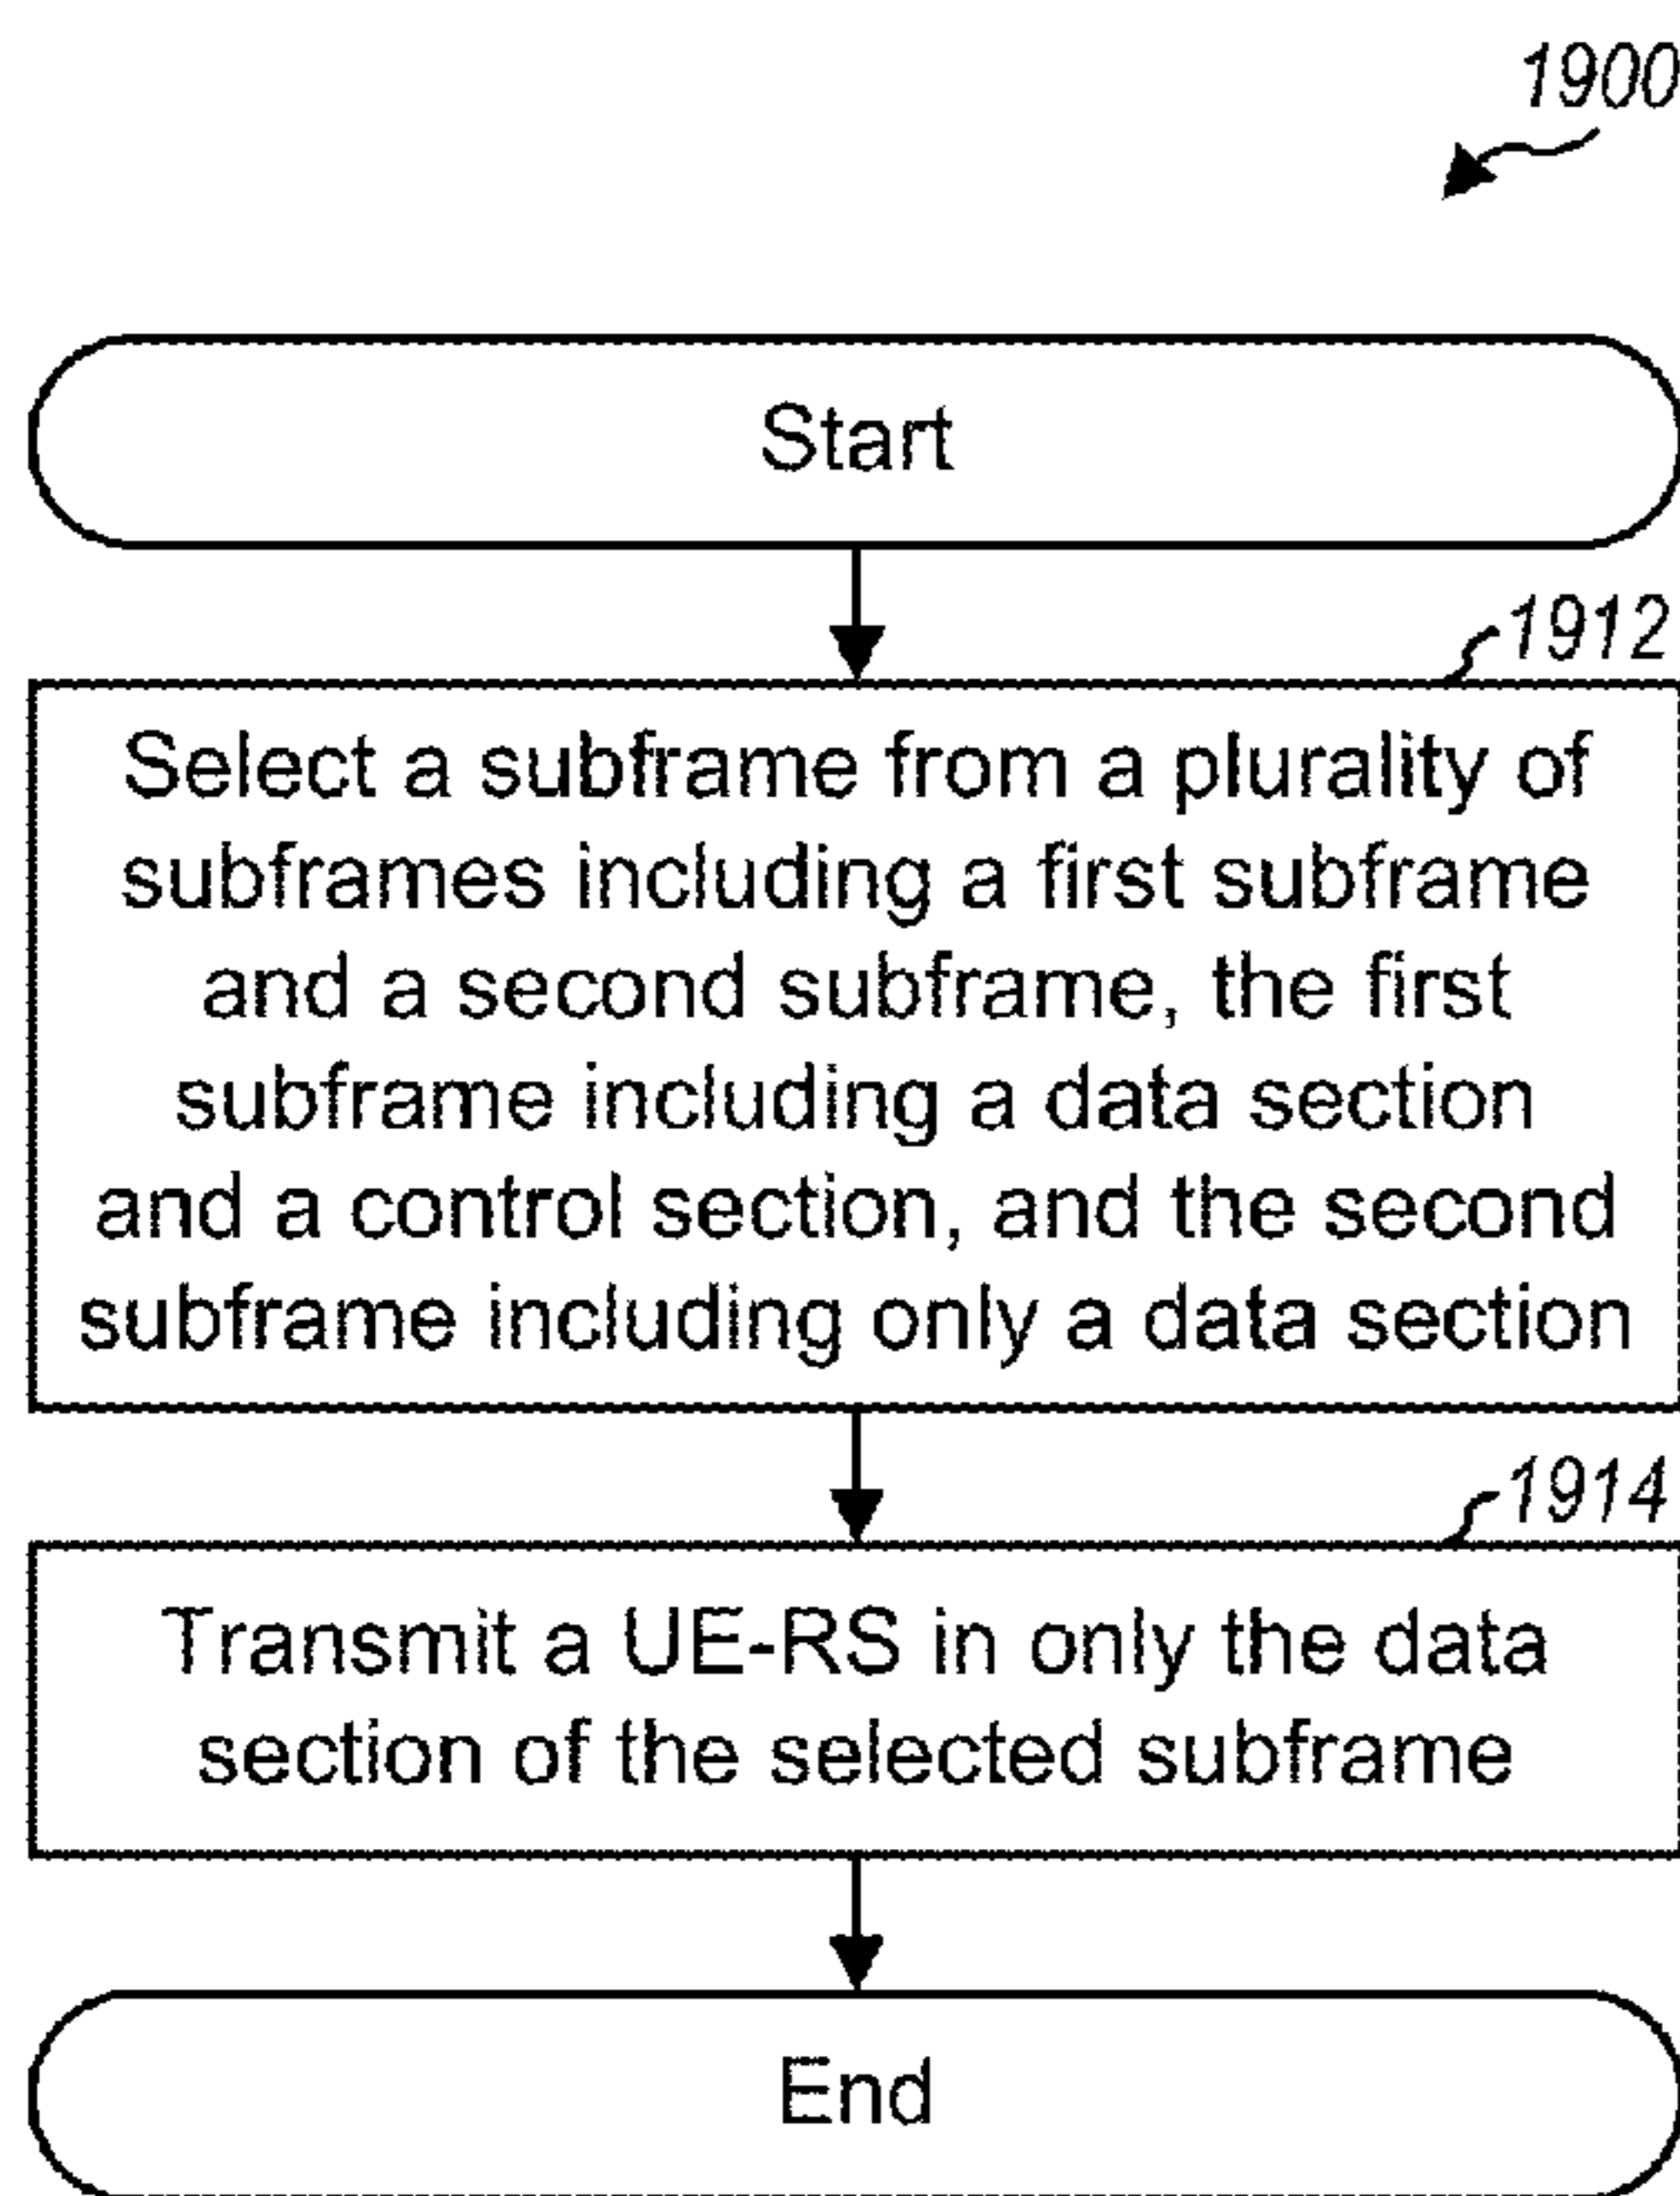 1900
Start
1912
Select a subframe from a plurality of
subframes including a first subframe
and a second subframe, the first
subframe including a data section
and a control section, and the second
subframe including only a data section
1914
Transmit a UE-RS in only the data
section of the selected subframe
End